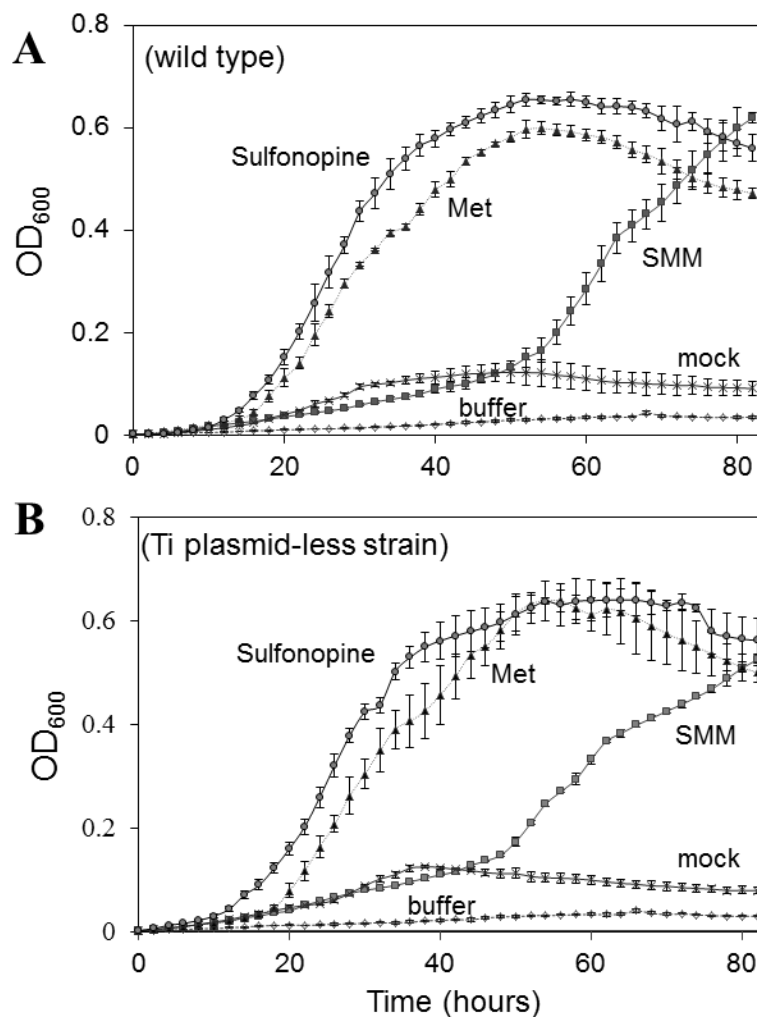 A
(wild type)
0.8
0.6
0.4
0.2
0
OD600
Sulfonopine
Met
SMM
mock
buffer
0 20 40 60 80
B
(Ti plasmid-less strain)
0.8
0.6
0.4
0.2
0
OD600
Sulfonopine
Met
SMM
mock
buffer
0 20 40 60 80
Time (hours)